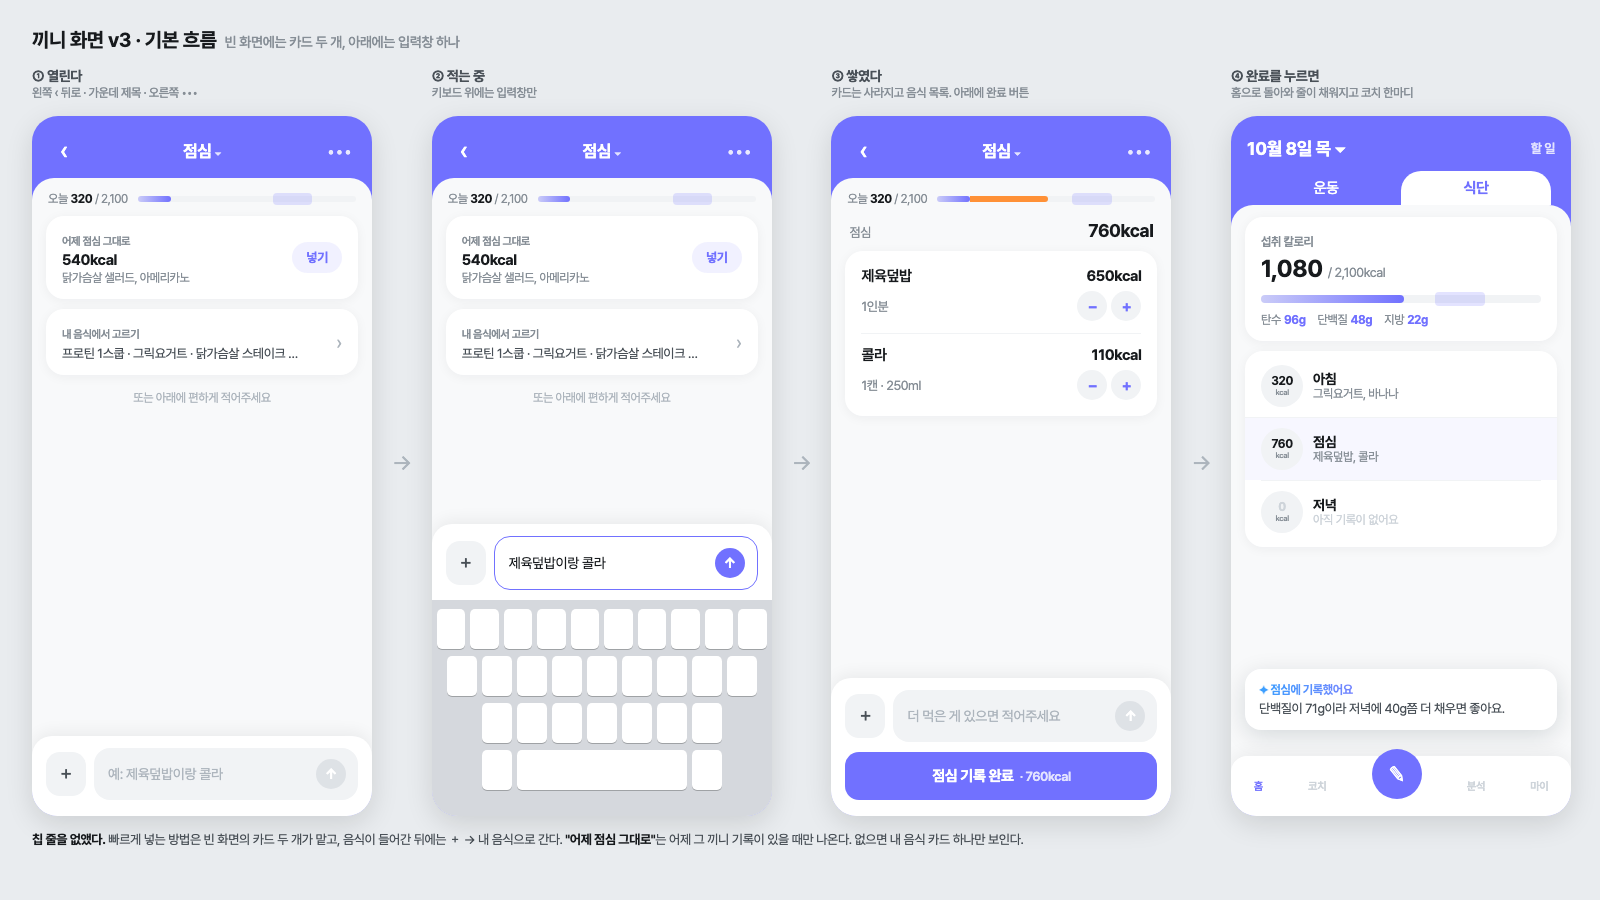 끼니 화면 v3 · 기본 흐름 빈 화면에는 카드 두 개, 아래에는 입력창 하나
① 열린다
왼쪽 ‹ 뒤로 · 가운데 제목 · 오른쪽 •••
‹ 점심 •••
오늘 320 / 2,100
어제 점심 그대로
540kcal
닭가슴살 샐러드, 아메리카노
넣기
내 음식에서 고르기
프로틴 1스쿱 · 그릭요거트 · 닭가슴살 스테이크 ...
›
또는 아래에 편하게 적어주세요
+ 예: 제육덮밥이랑 콜라
→
② 적는 중
키보드 위에는 입력창만
‹ 점심 •••
오늘 320 / 2,100
어제 점심 그대로
540kcal
닭가슴살 샐러드, 아메리카노
넣기
내 음식에서 고르기
프로틴 1스쿱 · 그릭요거트 · 닭가슴살 스테이크 ...
›
또는 아래에 편하게 적어주세요
+ 제육덮밥이랑 콜라
→
③ 쌓였다
카드는 사라지고 음식 목록. 아래에 완료 버튼
‹ 점심 •••
오늘 320 / 2,100
점심 760kcal
제육덮밥 650kcal
1인분 − +
콜라 110kcal
1캔 · 250ml − +
+ 더 먹은 게 있으면 적어주세요
점심 기록 완료 · 760kcal
→
④ 완료를 누르면
홈으로 돌아와 줄이 채워지고 코치 한마디
10월 8일 목 할 일
운동 식단
섭취 칼로리
1,080 / 2,100kcal
탄수 96g 단백질 48g 지방 22g
320 kcal 아침
그릭요거트, 바나나
760 kcal 점심
제육덮밥, 콜라
0 kcal 저녁
아직 기록이 없어요
✦ 점심에 기록했어요
단백질이 71g이라 저녁에 40g쯤 더 채우면 좋아요.
홈 코치 분석 마이
칩 줄을 없앴다. 빠르게 넣는 방법은 빈 화면의 카드 두 개가 맡고, 음식이 들어간 뒤에는 + → 내 음식으로 간다. "어제 점심 그대로"는 어제 그 끼니 기록이 있을 때만 나온다. 없으면 내 음식 카드 하나만 보인다.